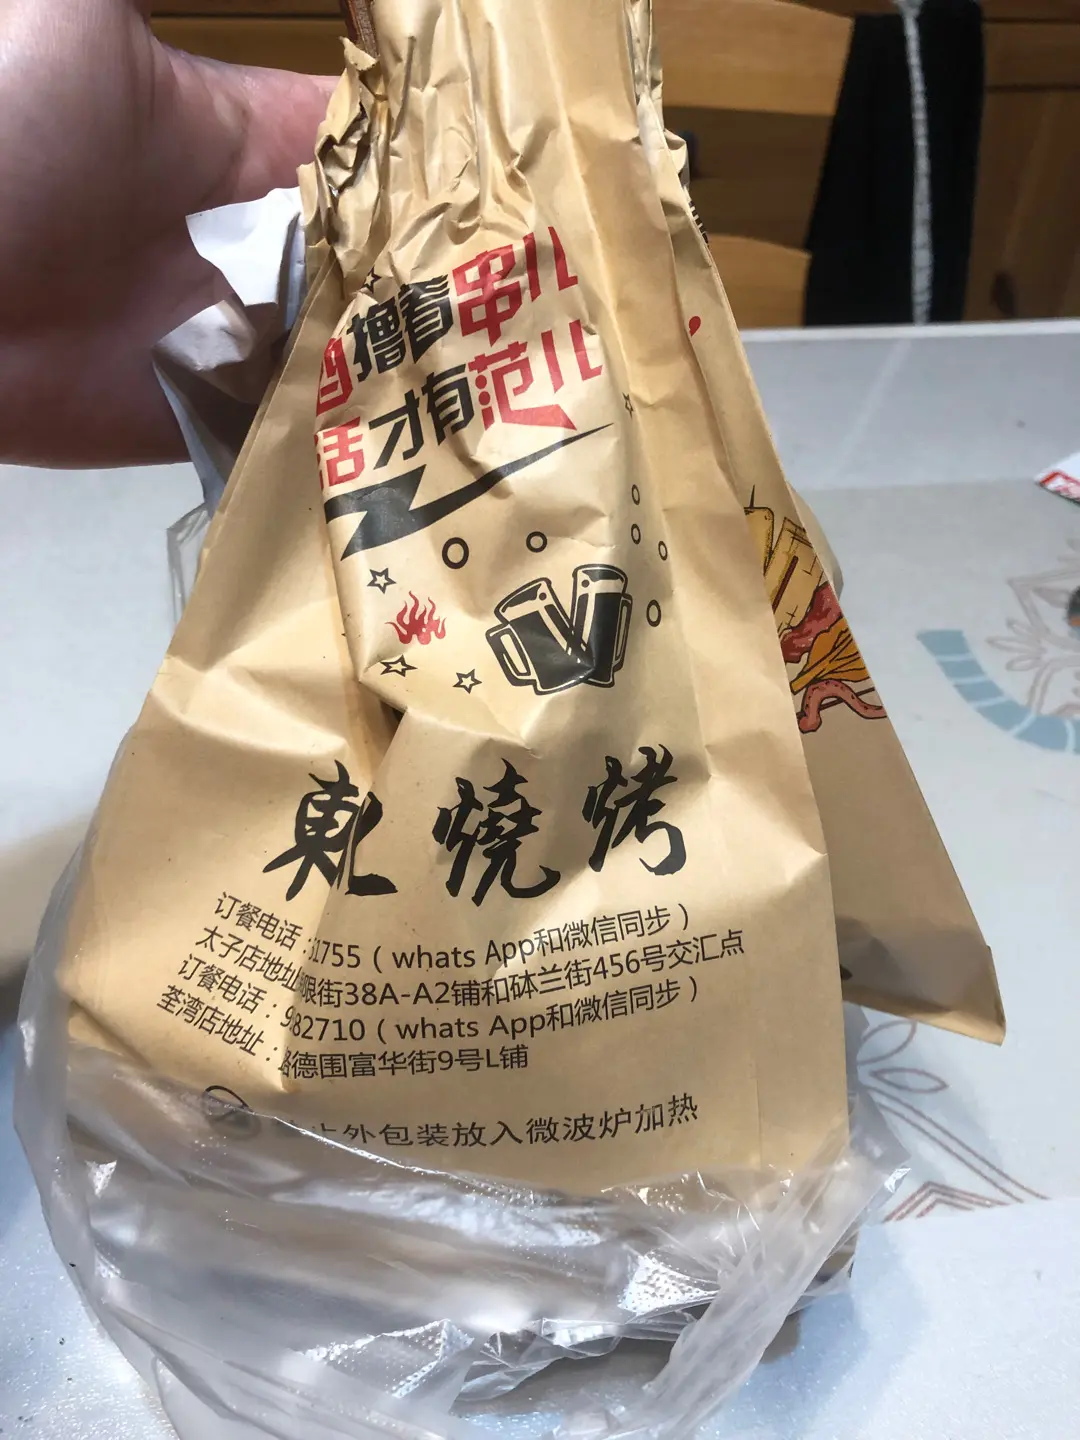 酒撸着串儿
活才有范儿
東燒烤
订餐电话：51755（whats App和微信同步）
太子店地址限街38A-A2铺和砵兰街456号交汇点
订餐电话：982710（whats App和微信同步）
荃湾店地址：德围富华街9号L铺
外包装放入微波炉加热